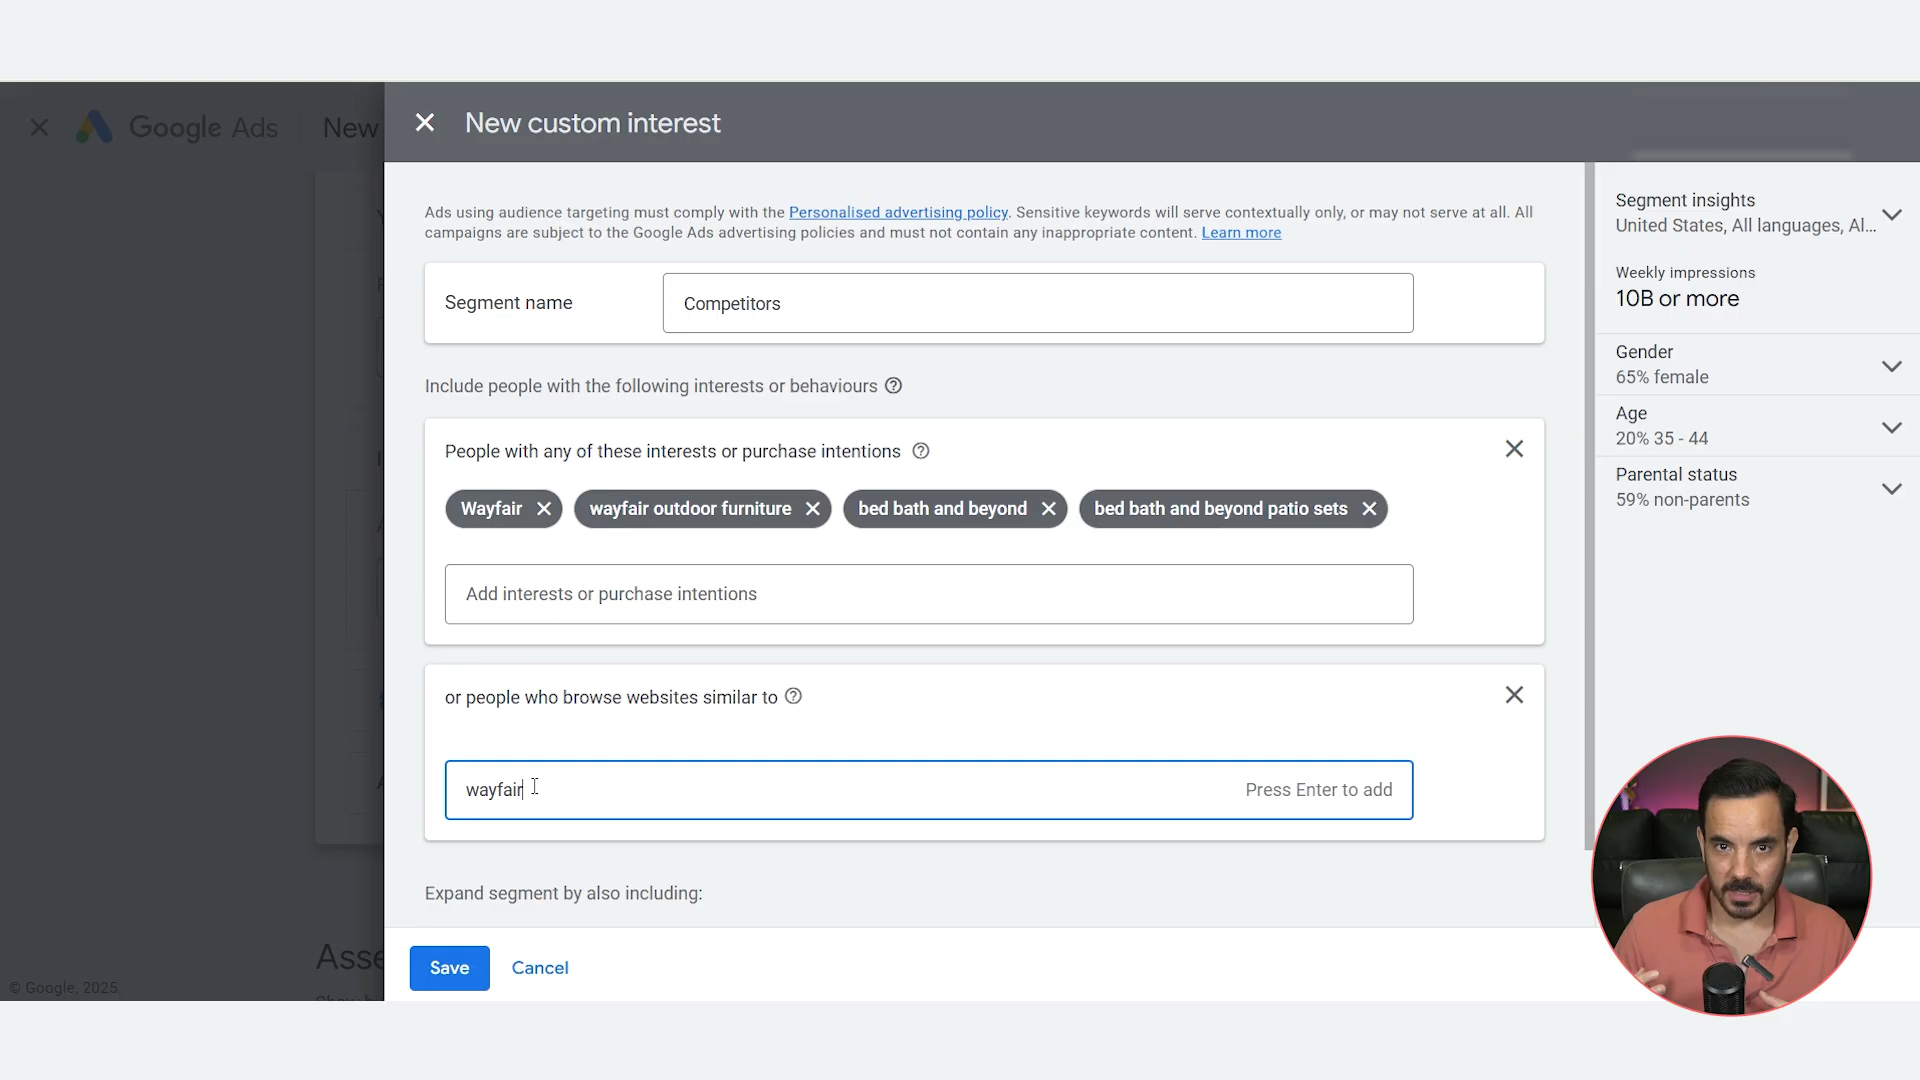 Google Ads
New
New custom interest
Ads using audience targeting must comply with the Personalised advertising policy. Sensitive keywords will serve contextually only, or may not serve at all. All
campaigns are subject to the Google Ads advertising policies and must not contain any inappropriate content. Learn more
Segment name
Competitors
Include people with the following interests or behaviours
People with any of these interests or purchase intentions
Wayfair
wayfair outdoor furniture
bed bath and beyond
bed bath and beyond patio sets
Add interests or purchase intentions
or people who browse websites similar to
wayfair
Press Enter to add
Expand segment by also including:
Save
Cancel
Segment insights
United States, All languages, Al...
Weekly impressions
10B or more
Gender
65% female
Age
20% 35 - 44
Parental status
59% non-parents
Asse
© Google, 2025.